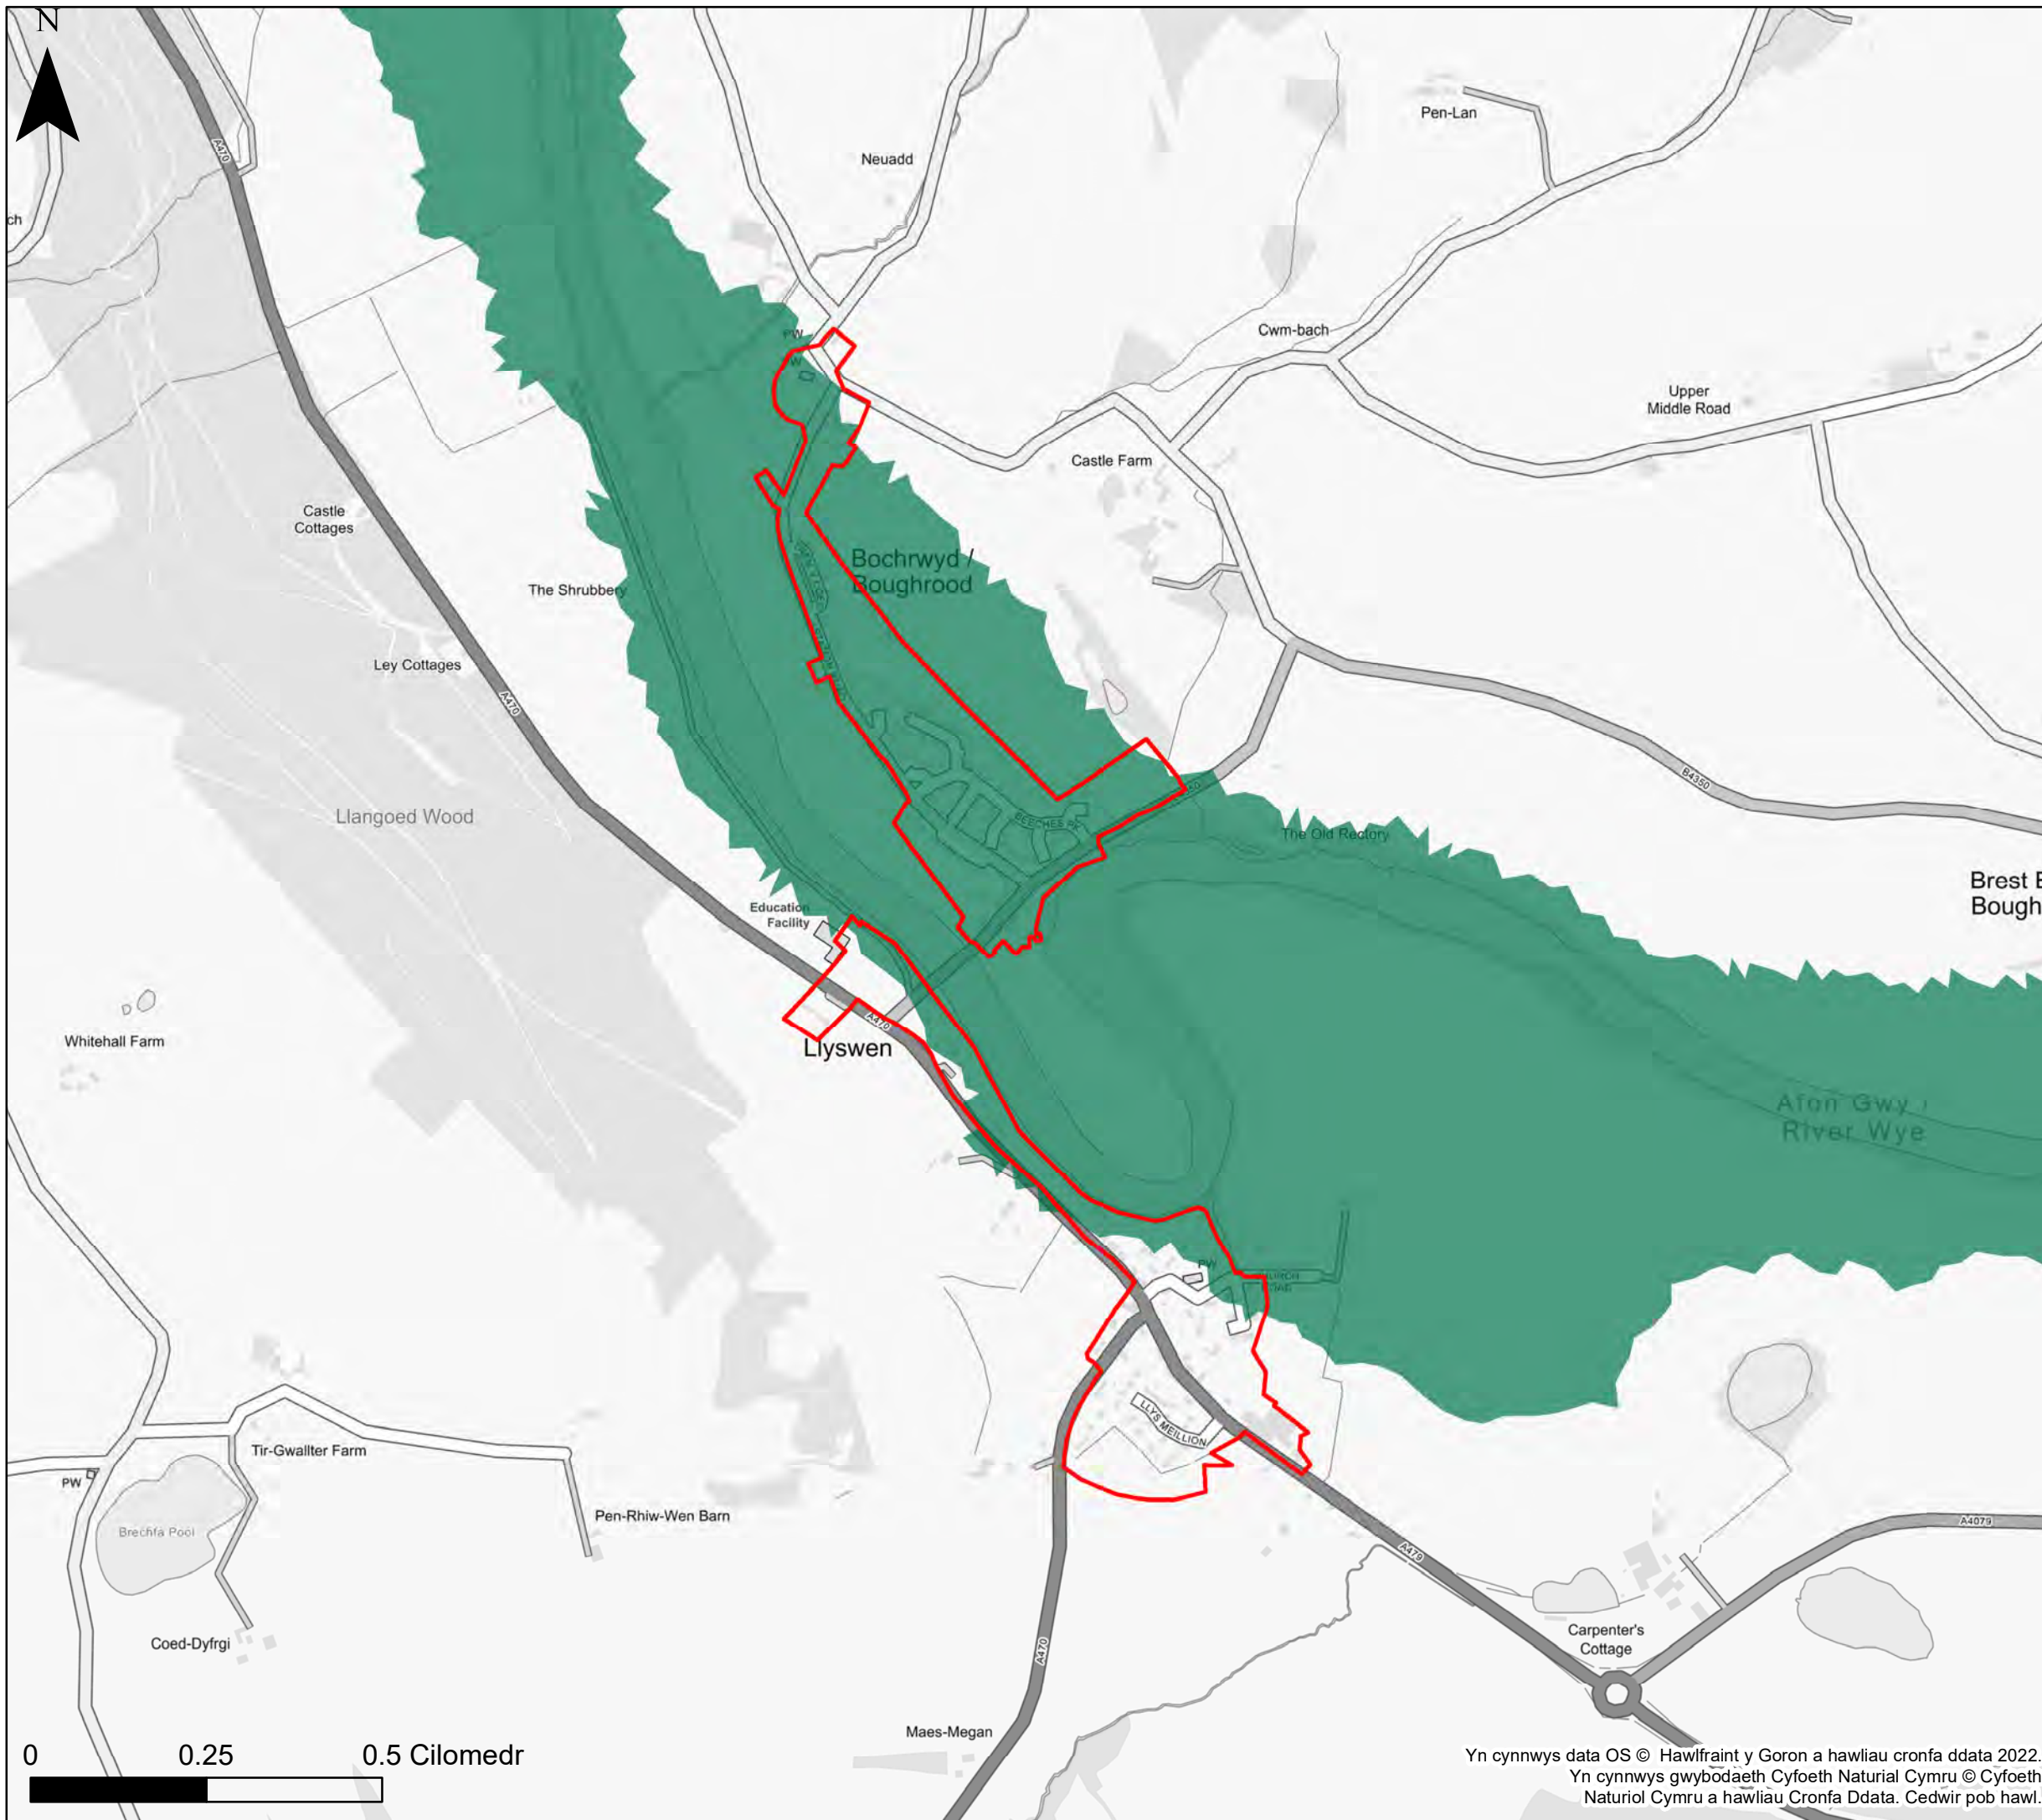 N
A470
ch
Neuadd
Pen-Lan
PW
Cwm-bach
Upper
Middle Road
Castle Farm
Castle
Cottages
The Shrubbery
Bochrwyd /
Boughrood
Ley Cottages
A470
B4350
Llangoed Wood
BEECHES PK
The Old Rectory
Brest
Bough
Education
Facility
A470
Llyswen
Whitehall Farm
D
Afon Gwy /
River Wye
PW
CHURCH
ROAD
LLYS MEILLION
Tir-Gwallter Farm
PW
Brechfa Pool
Pen-Rhiw-Wen Barn
A4079
A479
Coed-Dyfrgi
Carpenter's
Cottage
A470
Maes-Megan
0 0.25 0.5 Cilomedr
Yn cynnwys data OS © Hawlfraint y Goron a hawliau cronfa ddata 2022.
Yn cynnwys gwybodaeth Cyfoeth Naturial Cymru © Cyfoeth
Naturiol Cymru a hawliau Cronfa Ddata. Cedwir pob hawl.